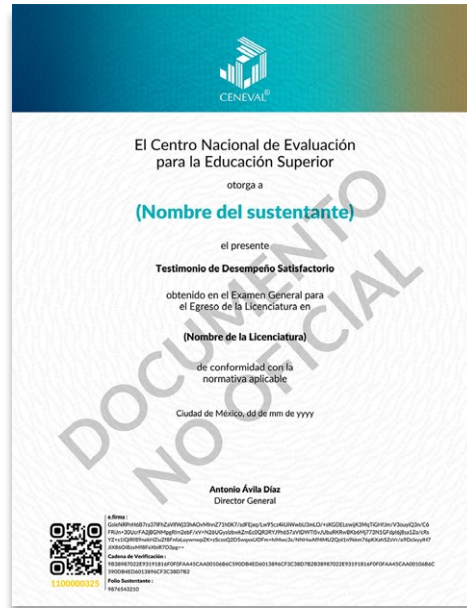 CENEVAL®
El Centro Nacional de Evaluación
para la Educación Superior
otorga a
(Nombre del sustentante)
el presente
Testimonio de Desempeño Satisfactorio
obtenido en el Examen General para
el Egreso de la Licenciatura en
(Nombre de la Licenciatura)
de conformidad con la
normativa aplicable
Ciudad de México, dd de mm de yyyy
DOCUMENTO
NO OFICIAL
Antonio Ávila Díaz
Director General
e.firma :
Cadena de Verificación :
Folio Sustentante :
9876543210
1100000325